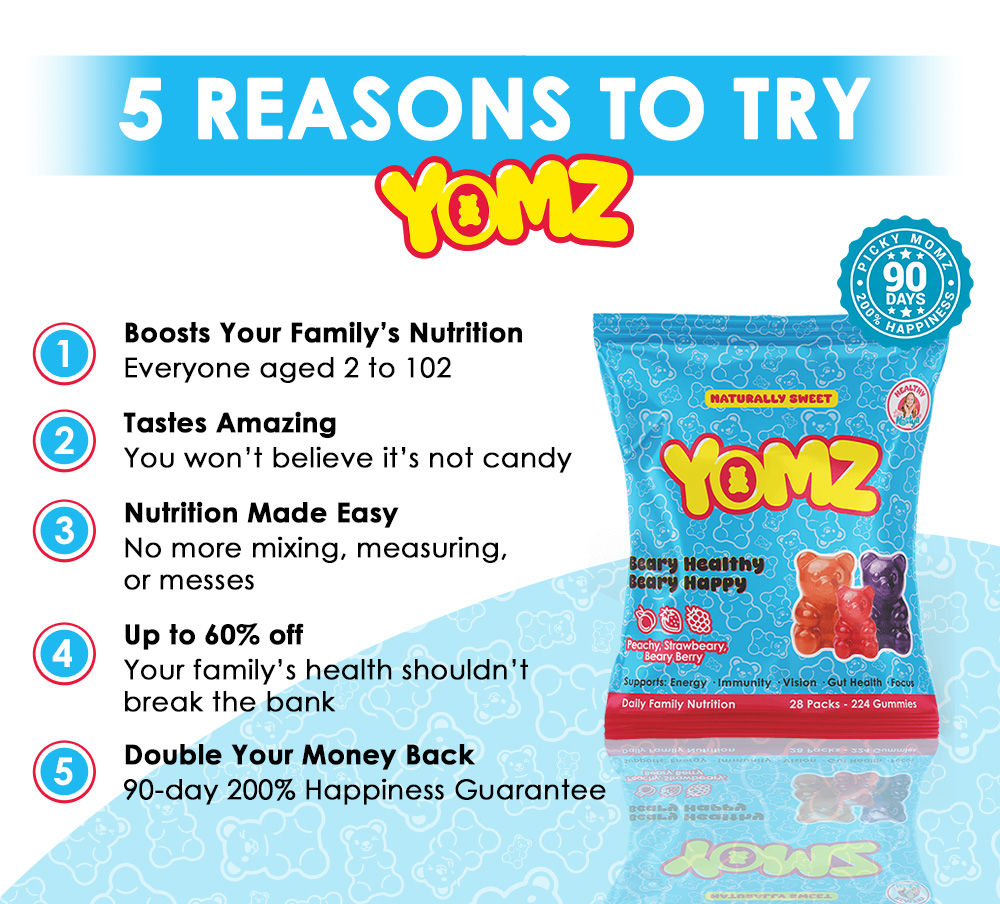 5 REASONS TO TRY
YOMZ
PICKY MOMZ
90
DAYS
200% HAPPINESS
1
Boosts Your Family’s Nutrition
Everyone aged 2 to 102
2
Tastes Amazing
You won’t believe it’s not candy
3
Nutrition Made Easy
No more mixing, measuring,
or messes
4
Up to 60% off
Your family’s health shouldn’t
break the bank
5
Double Your Money Back
90-day 200% Happiness Guarantee
NATURALLY SWEET
HEALTHY
YOMZ
Beary Healthy
Beary Happy
Peachy, Strawbeary,
Beary Berry
Supports: Energy · Immunity · Vision · Gut Health · Focus
Daily Family Nutrition
28 Packs - 224 Gummies